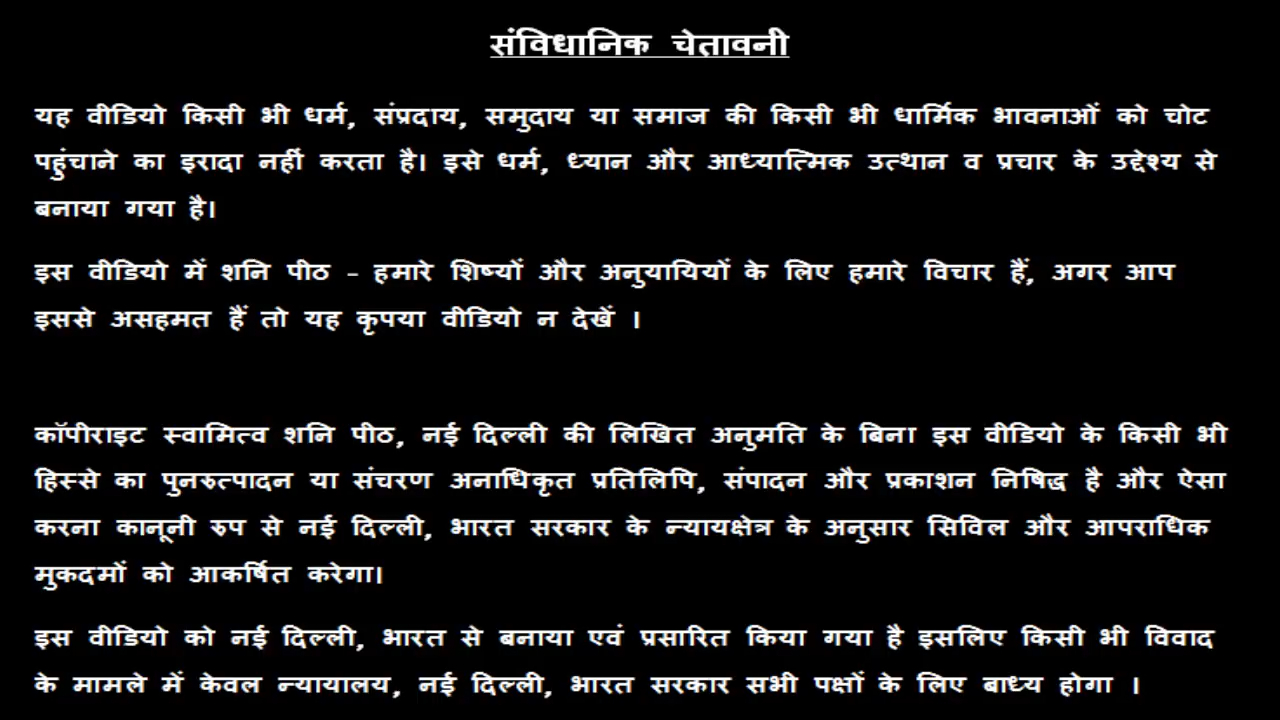 संविधानिक चेतावनी
यह वीडियो किसी भी धर्म, संप्रदाय, समुदाय या समाज की किसी भी धार्मिक भावनाओं को चोट
पहुंचाने का इरादा नहीं करता है। इसे धर्म, ध्यान और आध्यात्मिक उत्थान व प्रचार के उद्देश्य से
बनाया गया है।
इस वीडियो में शनि पीठ – हमारे शिष्यों और अनुयायियों के लिए हमारे विचार हैं, अगर आप
इससे असहमत हैं तो यह कृपया वीडियो न देखें ।
कॉपीराइट स्वामित्व शनि पीठ, नई दिल्ली की लिखित अनुमति के बिना इस वीडियो के किसी भी
हिस्से का पुनरुत्पादन या संचरण अनाधिकृत प्रतिलिपि, संपादन और प्रकाशन निषिद्ध है और ऐसा
करना कानूनी रुप से नई दिल्ली, भारत सरकार के न्यायक्षेत्र के अनुसार सिविल और आपराधिक
मुकदमों को आकर्षित करेगा।
इस वीडियो को नई दिल्ली, भारत से बनाया एवं प्रसारित किया गया है इसलिए किसी भी विवाद
के मामले में केवल न्यायालय, नई दिल्ली, भारत सरकार सभी पक्षों के लिए बाध्य होगा ।